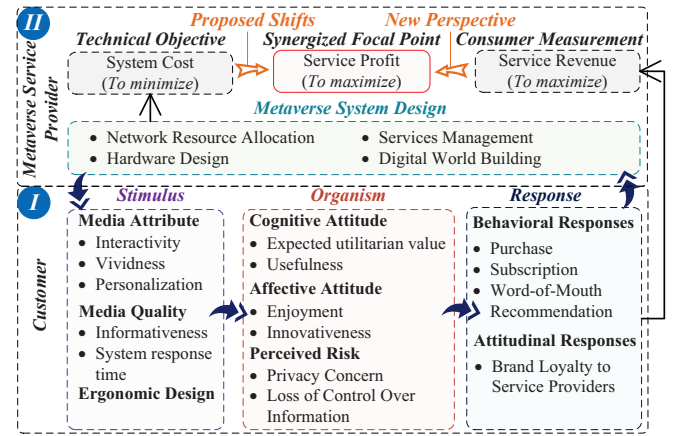 II
Proposed Shifts
New Perspective
Technical Objective
Synergized Focal Point
Consumer Measurement
System Cost
(To minimize)
Service Profit
(To maximize)
Service Revenue
(To maximize)
Metaverse Service
Provider
Metaverse System Design
• Network Resource Allocation
• Hardware Design
• Services Management
• Digital World Building
I
Customer
Stimulus
Media Attribute
• Interactivity
• Vividness
• Personalization
Media Quality
• Informativeness
• System response
time
Ergonomic Design
Organism
Cognitive Attitude
• Expected utilitarian value
• Usefulness
Affective Attitude
• Enjoyment
• Innovativeness
Perceived Risk
• Privacy Concern
• Loss of Control Over
Information
Response
Behavioral Responses
• Purchase
• Subscription
• Word-of-Mouth
• Recommendation
Attitudinal Responses
• Brand Loyalty to
Service Providers